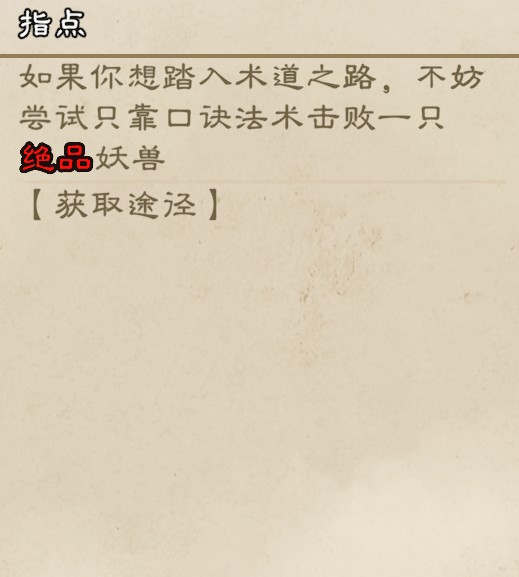 指点
如果你想踏入术道之路，不妨
尝试只靠口诀法术击败一只
绝品妖兽
【获取途径】